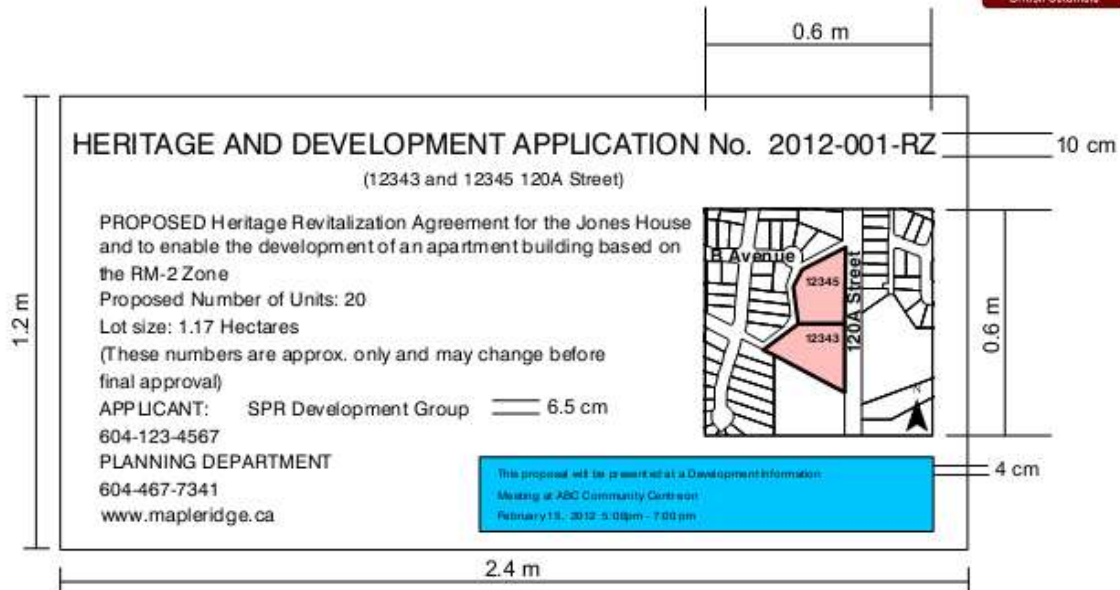 0.6 m
HERITAGE AND DEVELOPMENT APPLICATION No. 2012-001-RZ
10 cm
(12343 and 12345 120A Street)
PROPOSED Heritage Revitalization Agreement for the Jones House
and to enable the development of an apartment building based on
the RM-2 Zone
Proposed Number of Units: 20
Lot size: 1.17 Hectares
(These numbers are approx. only and may change before
final approval)
APPLICANT: SPR Development Group
6.5 cm
604-123-4567
PLANNING DEPARTMENT
604-467-7341
www.mapleridge.ca
B Avenue
12345
12343
120A Street
N
1.2 m
0.6 m
This proposal will be presented at a Development Information
Meeting at ABC Community Centre on
February 2012 5:00pm - 7:00 pm
4 cm
2.4 m